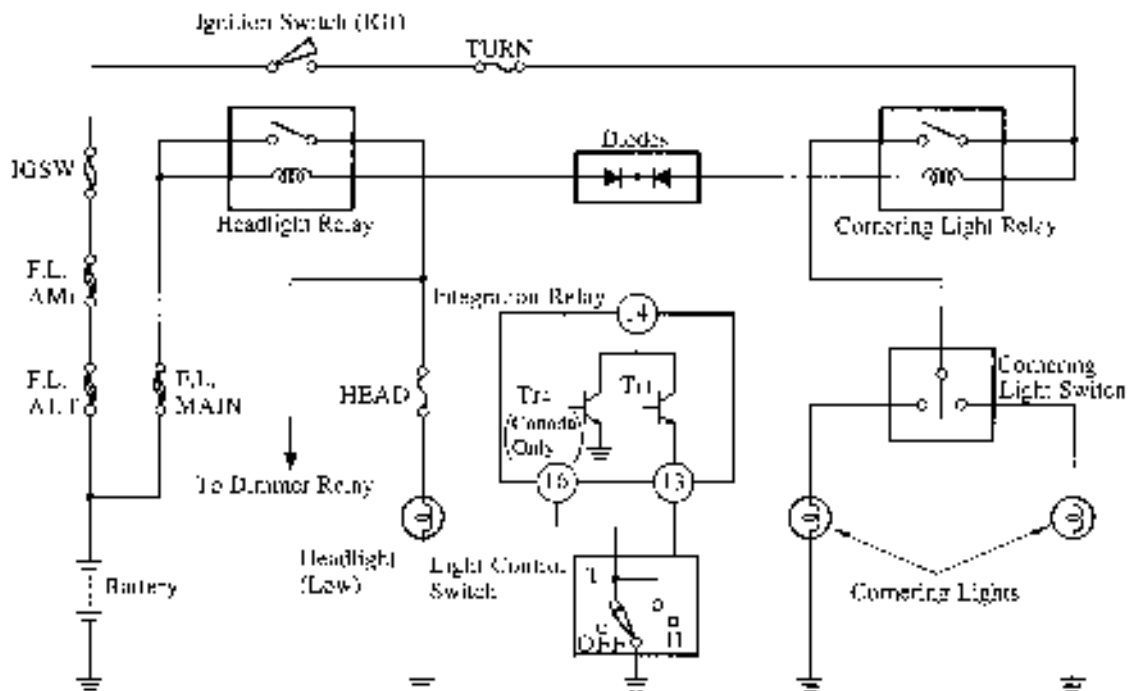 Ignition Switch (IG1)
TURN
Diodes
IGSW
Headlight Relay
Cornering Light Relay
F.L.
AM1
Integration Relay
14
F.L.
ALT
F.L.
MAIN
HEAD
Tr2
(Canada
Only)
Tr1
Cornering
Light Switch
To Dimmer Relay
16
13
Headlight
(Low)
Light Control
Switch
T
H
OFF
Battery
Cornering Lights